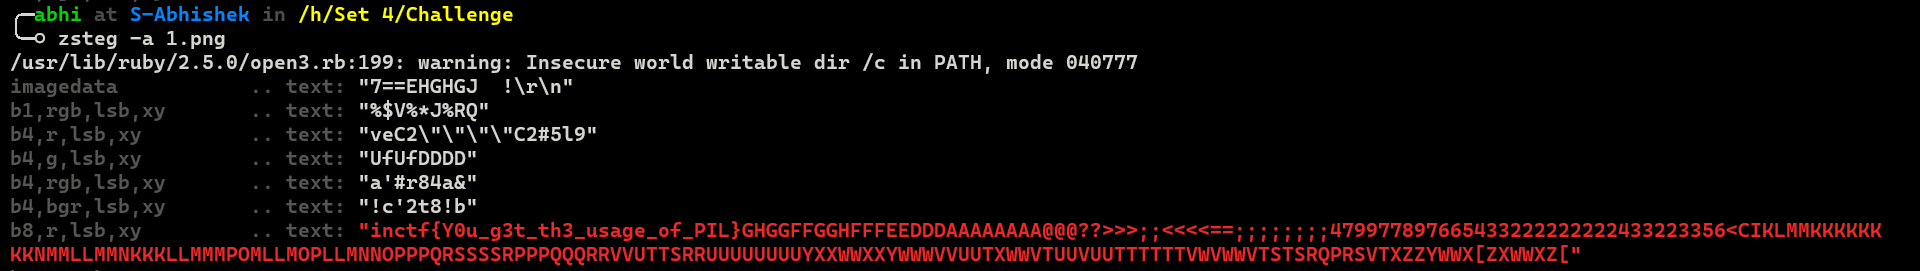 abhi at S-Abhishek in /h/Set 4/Challenge
zsteg -a 1.png
/usr/lib/ruby/2.5.0/open3.rb:199: warning: Insecure world writable dir /c in PATH, mode 040777
imagedata .. text: "7==EHGHGJ  !\r\n"
b1,rgb,lsb,xy .. text: "%$V%*J%RQ"
b4,r,lsb,xy .. text: "veC2\"\"\"\"C2#5l9"
b4,g,lsb,xy .. text: "UfUfDDDD"
b4,rgb,lsb,xy .. text: "a'#r84a&"
b4,bgr,lsb,xy .. text: "!c'2t8!b"
b8,r,lsb,xy .. text: "inctf{Y0u_g3t_th3_usage_of_PIL}GHGGFFGGHFFFEEDDDAAAAAAAA@@@??>>>;;<<<<==;;;;;;;;479977897665433222222222433223356<CIKLMMKKKKKK
KKNMMLLMMNKKKLLMMMPOMLLMOPLLMNNOPPPQRSSSSRPPPQQQRRVVUTTSRRUUUUUUUUYXXWWXXYWWWVVUUTXWWVTUUVUUTTTTTTVWVWWVTSTSRQPRSVTXZZYWWX[ZXWWXZ["